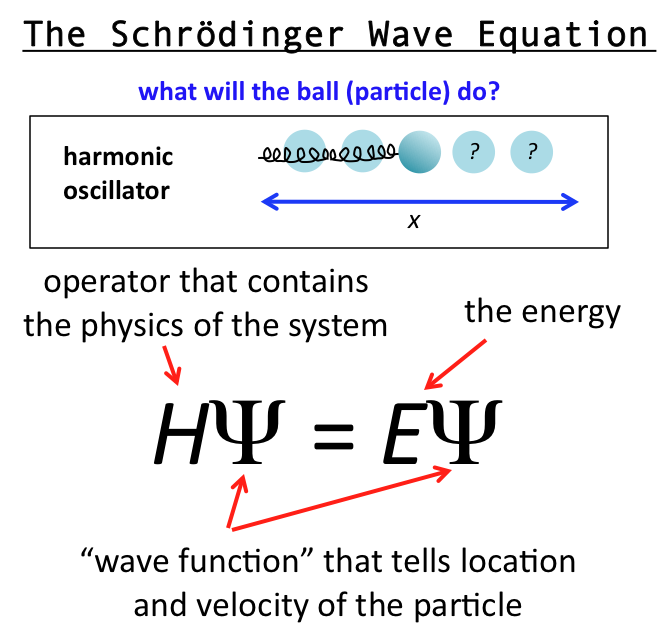 The Schrödinger Wave Equation
what will the ball (particle) do?
harmonic
oscillator
? ?
x
operator that contains
the physics of the system
the energy
HΨ = EΨ
“wave function” that tells location
and velocity of the particle